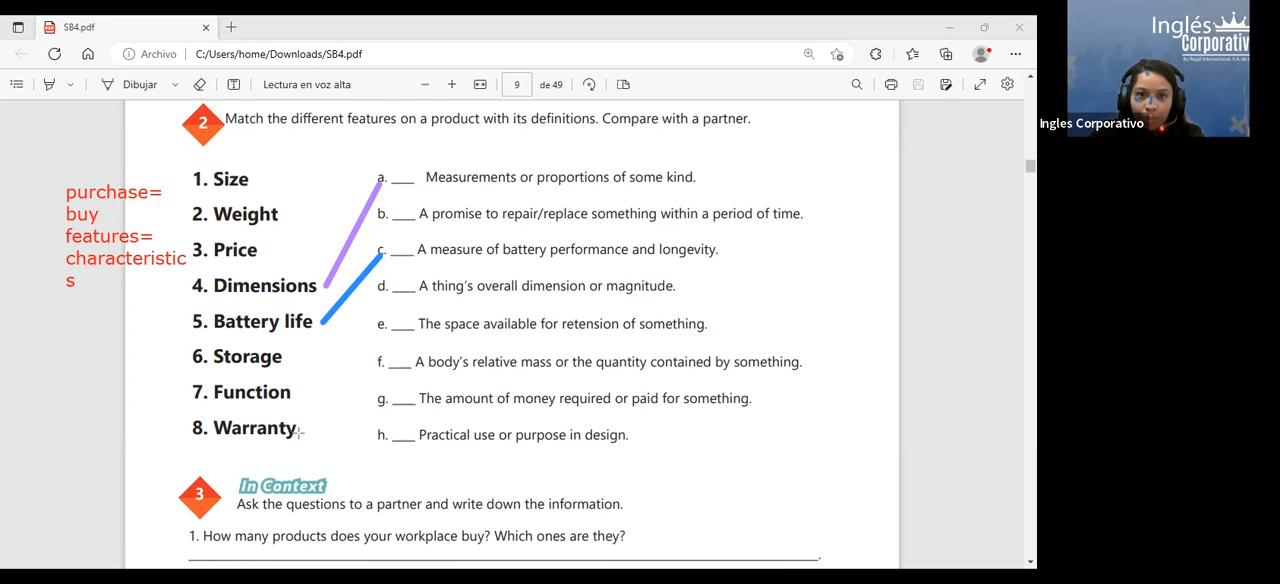 SB4.pdf
Archivo C:/Users/home/Downloads/SB4.pdf
Dibujar Lectura en voz alta 9 de 49
2 Match the different features on a product with its definitions. Compare with a partner.
purchase=
buy
features=
characteristic
s
1. Size
2. Weight
3. Price
4. Dimensions
5. Battery life
6. Storage
7. Function
8. Warranty
a. ___ Measurements or proportions of some kind.
b. ___ A promise to repair/replace something within a period of time.
c. ___ A measure of battery performance and longevity.
d. ___ A thing's overall dimension or magnitude.
e. ___ The space available for retension of something.
f. ___ A body's relative mass or the quantity contained by something.
g. ___ The amount of money required or paid for something.
h. ___ Practical use or purpose in design.
3 In Context
Ask the questions to a partner and write down the information.
1. How many products does your workplace buy? Which ones are they?
Inglés
Corporativ
By Regal International, S.A. de
Ingles Corporativo